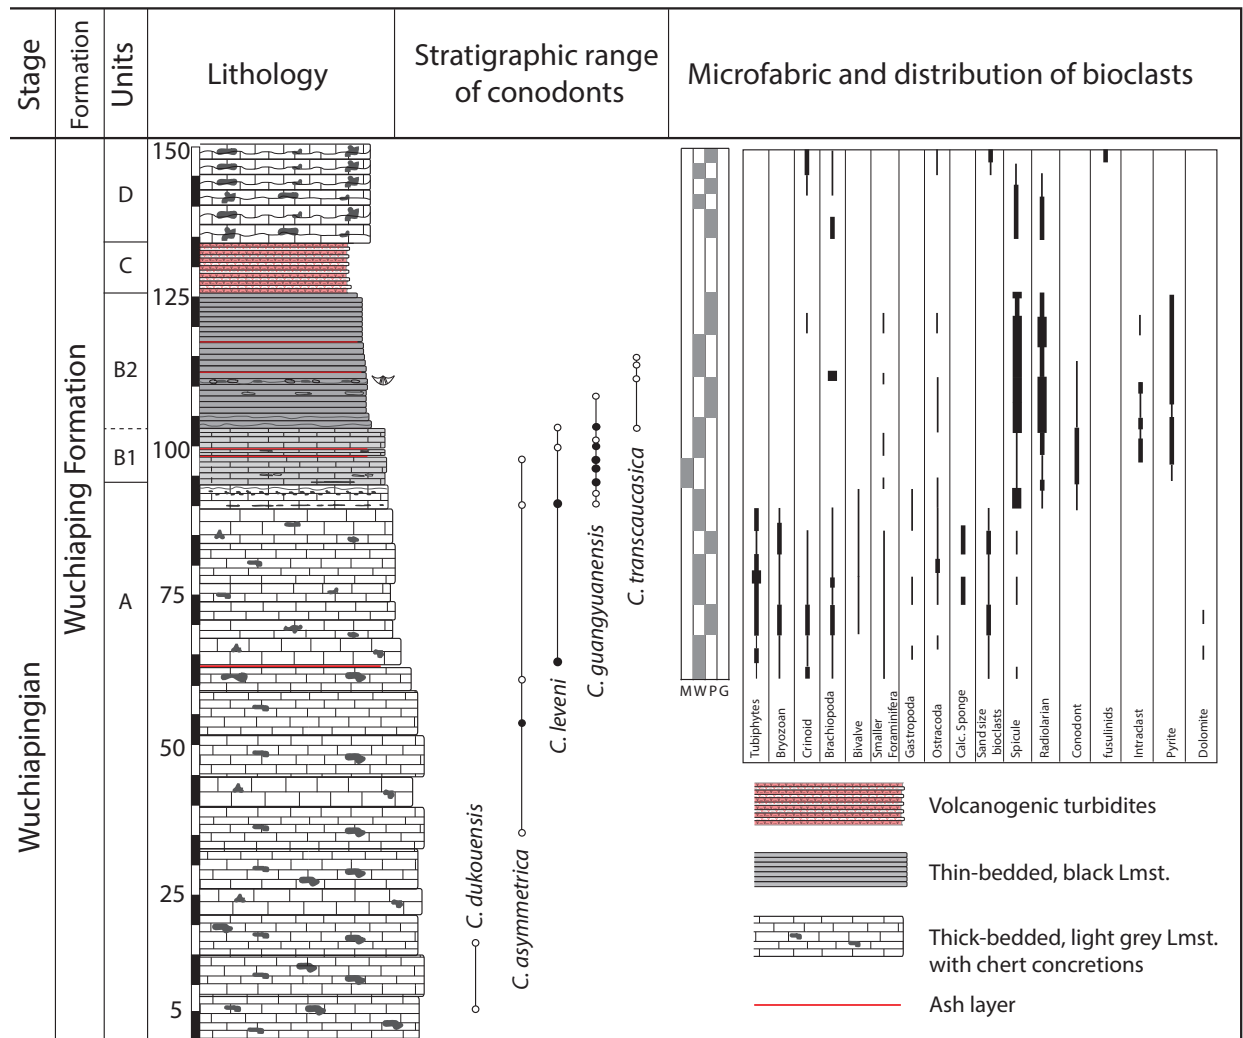 Stage
Formation
Units
Lithology
Stratigraphic range
of conodonts
Microfabric and distribution of bioclasts
Wuchiapingian
Wuchiaping Formation
D
C
B2
B1
A
150
125
100
75
50
25
5
C. dukouensis
C. asymmetrica
C. leveni
C. guangyuanensis
C. transcaucasica
M W P G
Tubiphytes
Bryozoan
Crinoid
Brachiopoda
Bivalve
Smaller
Foraminifera
Gastropoda
Ostracoda
Calc. Sponge
Sand size
bioclasts
Spicule
Radiolarian
Conodont
fusulinids
Intraclast
Pyrite
Dolomite
Volcanogenic turbidites
Thin-bedded, black Lmst.
Thick-bedded, light grey Lmst.
with chert concretions
Ash layer